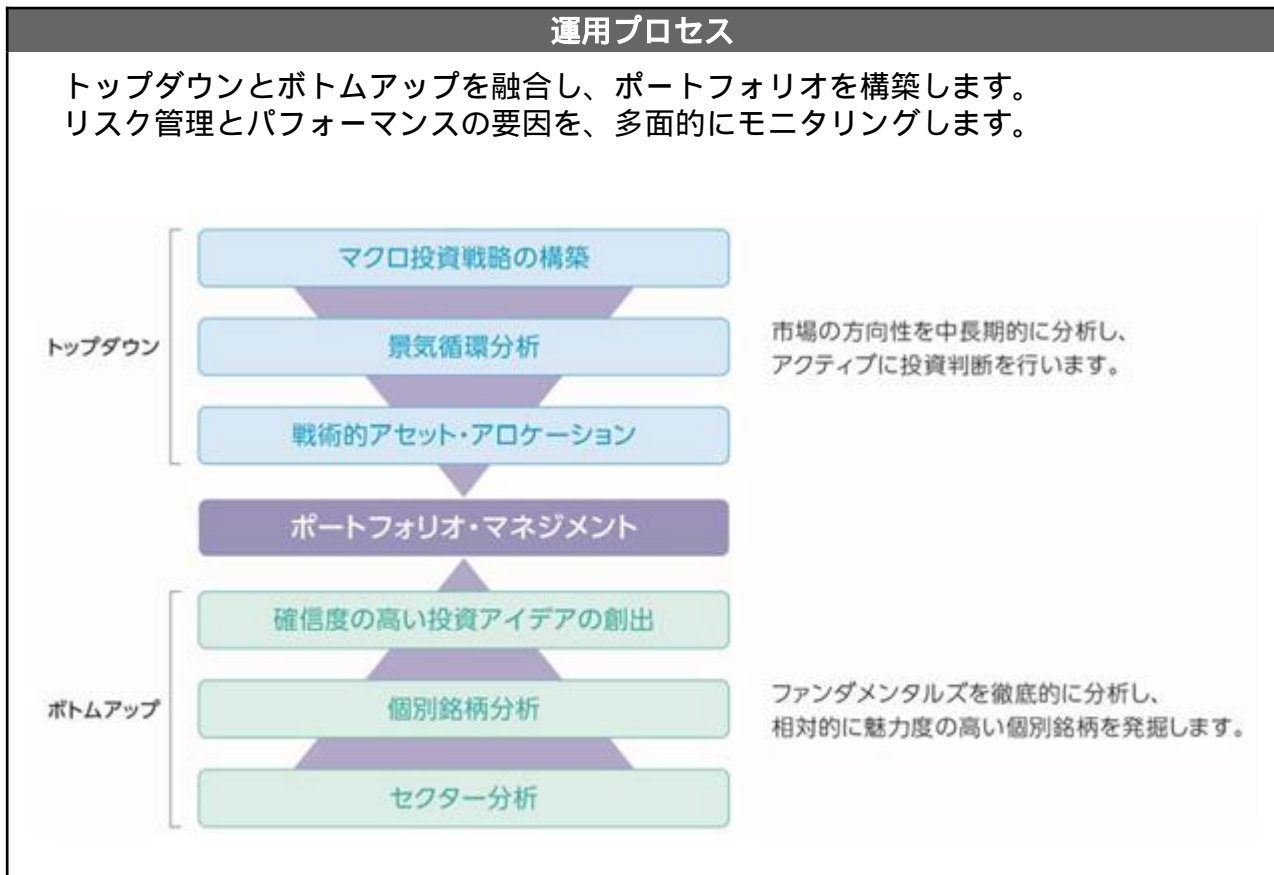 運用プロセス
トップダウンとボトムアップを融合し、ポートフォリオを構築します。
リスク管理とパフォーマンスの要因を、多面的にモニタリングします。
マクロ投資戦略の構築
トップダウン
景気循環分析
市場の方向性を中長期的に分析し、
アクティブに投資判断を行います。
戦術的アセット・アロケーション
ポートフォリオ・マネジメント
確信度の高い投資アイデアの創出
ボトムアップ
個別銘柄分析
ファンダメンタルズを徹底的に分析し、
相対的に魅力度の高い個別銘柄を発掘します。
セクター分析